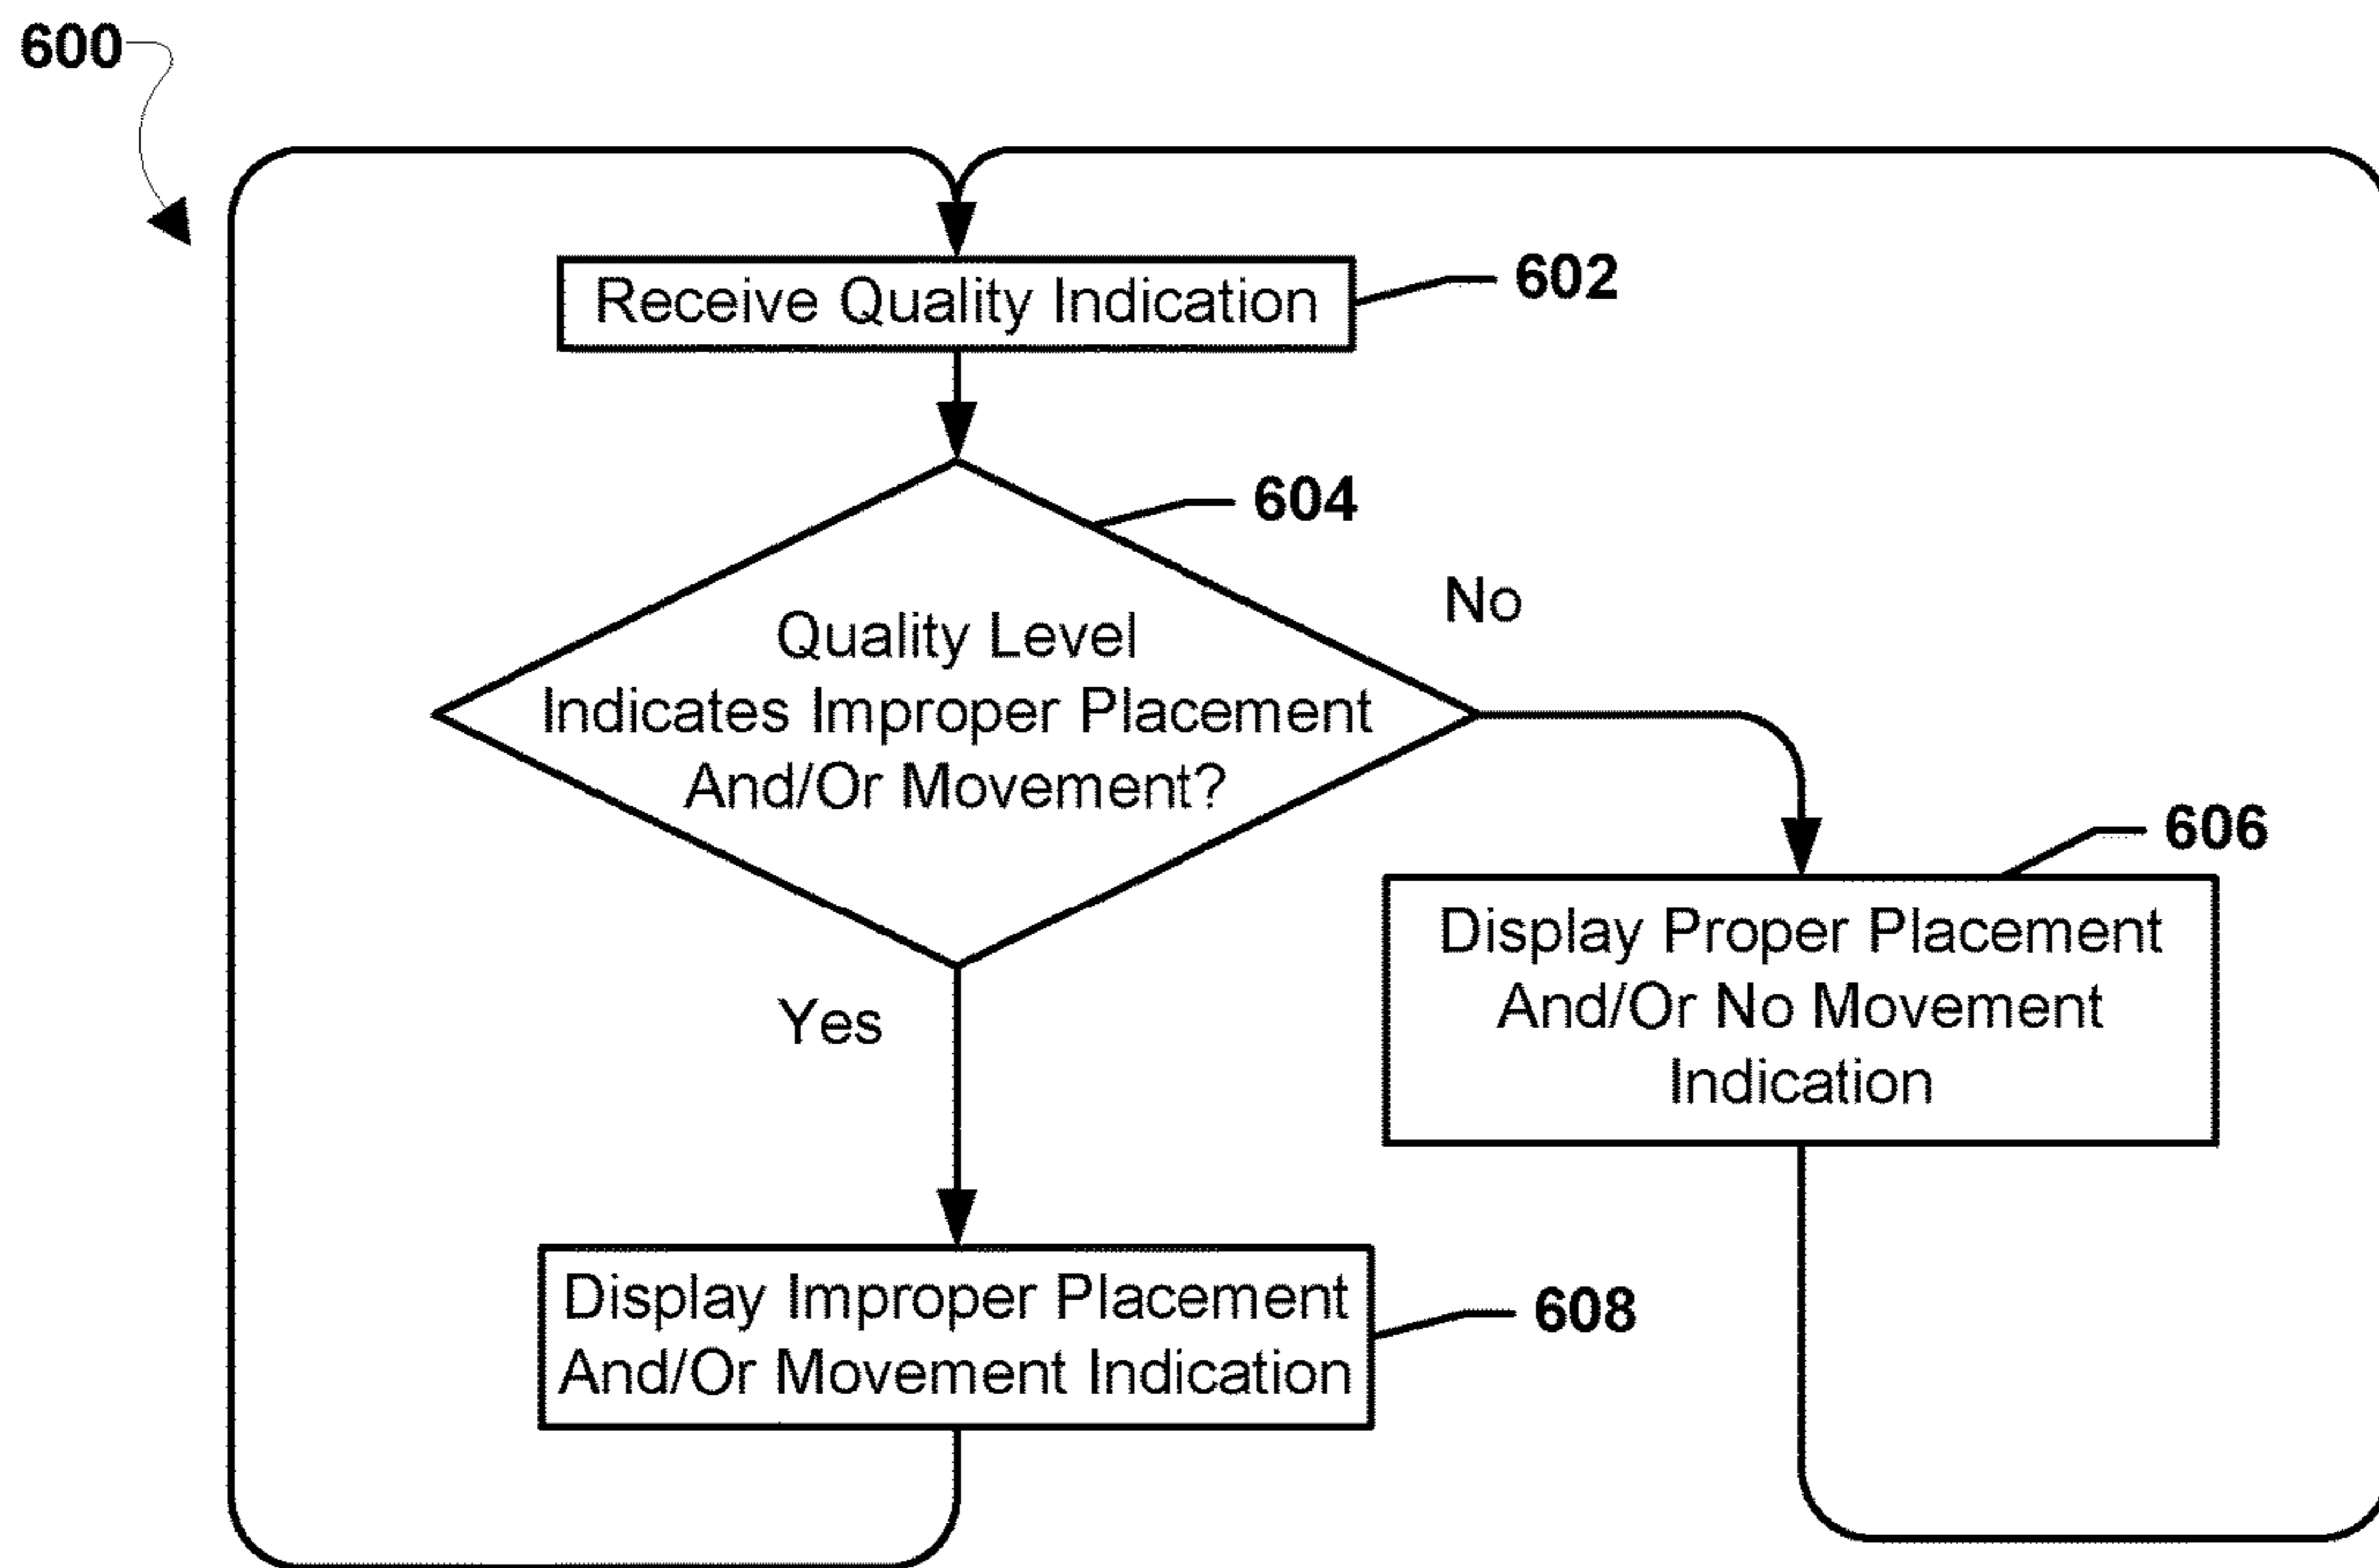 600
Receive Quality Indication
602
604
Quality Level
Indicates Improper Placement
And/Or Movement?
No
Yes
606
Display Proper Placement
And/Or No Movement
Indication
Display Improper Placement
And/Or Movement Indication
608